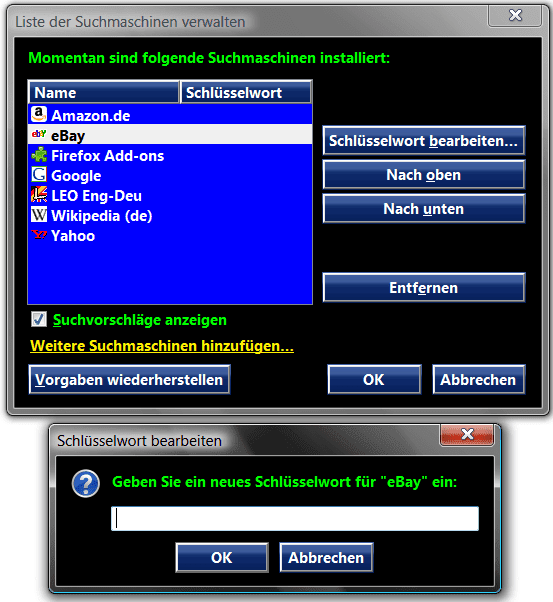 Liste der Suchmaschinen verwalten
Momentan sind folgende Suchmaschinen installiert:
Name Schlüsselwort
Amazon.de
eBay
Firefox Add-ons
Google
LEO Eng-Deu
Wikipedia (de)
Yahoo
Schlüsselwort bearbeiten...
Nach oben
Nach unten
Entfernen
Suchvorschläge anzeigen
Weitere Suchmaschinen hinzufügen...
Vorgaben wiederherstellen OK Abbrechen
Schlüsselwort bearbeiten
Geben Sie ein neues Schlüsselwort für "eBay" ein:
OK Abbrechen